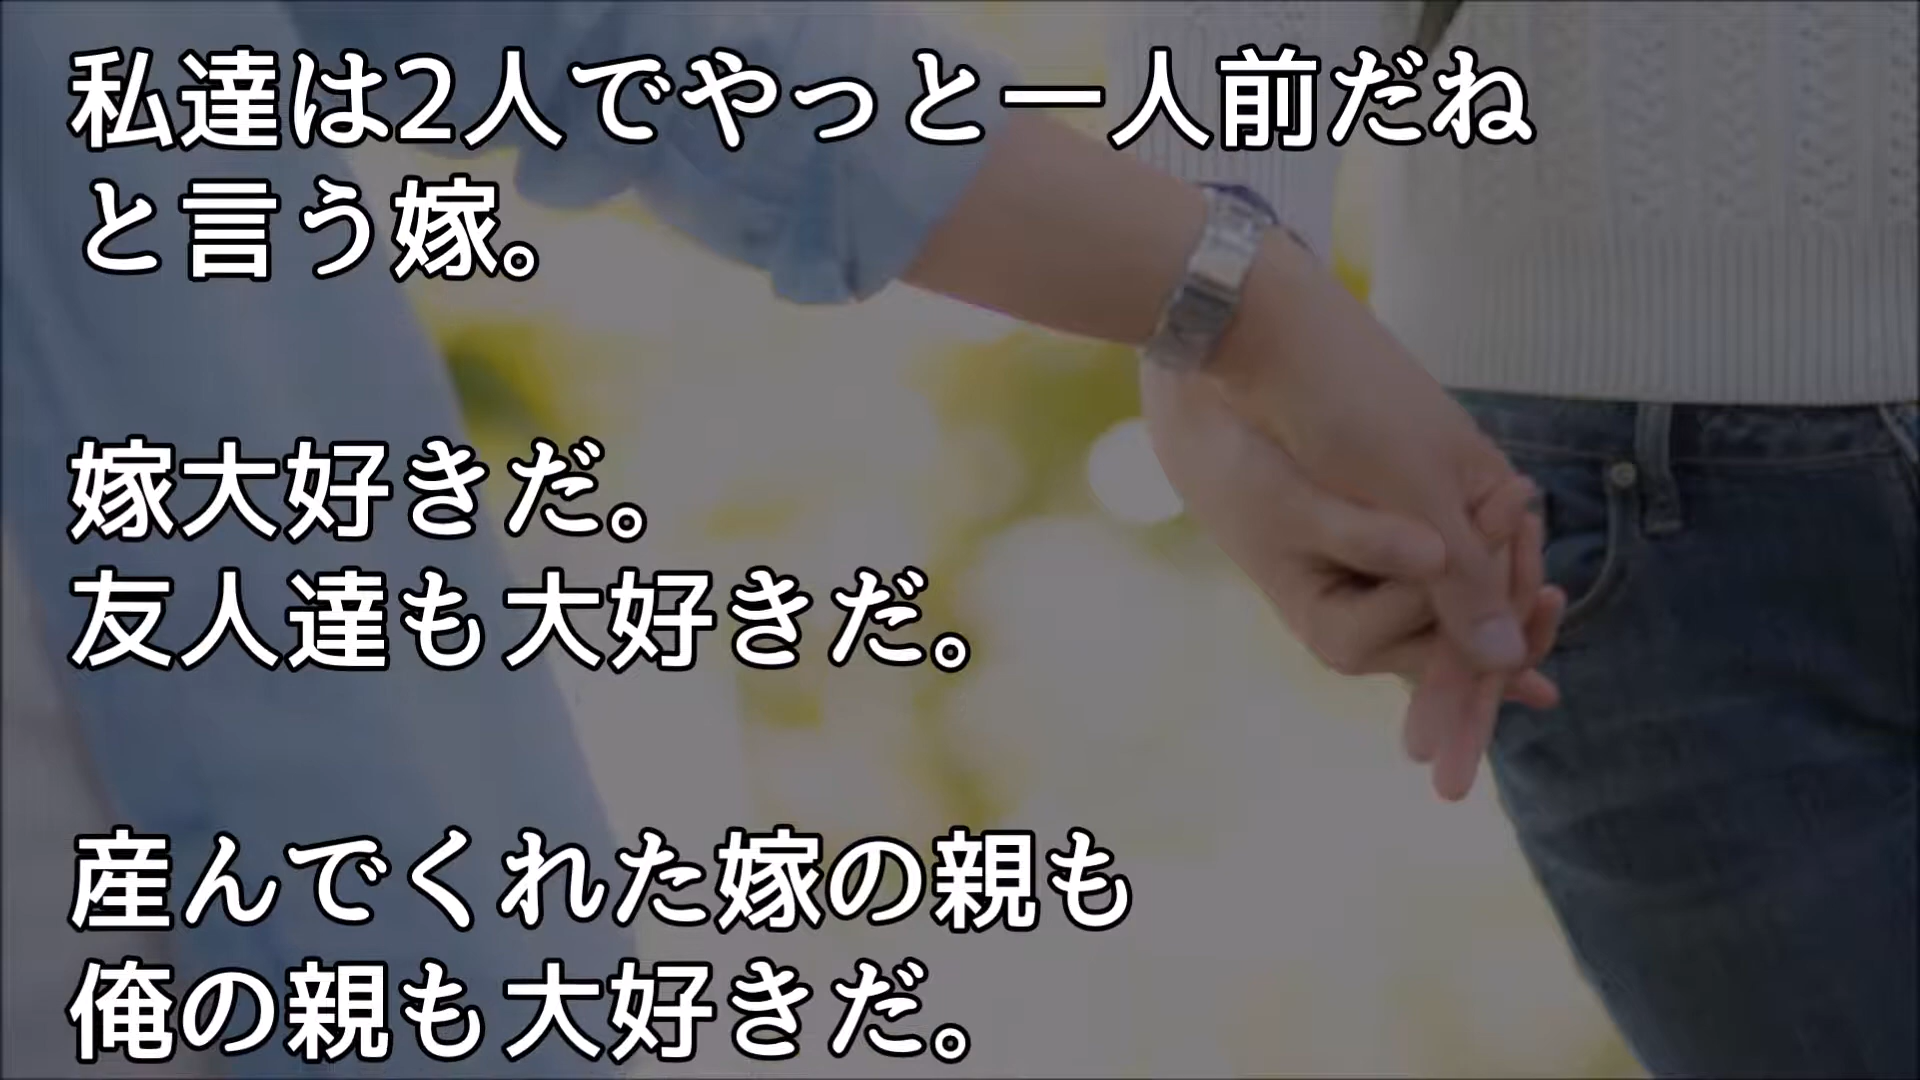 私達は2人でやっと一人前だね
と言う嫁。
嫁大好きだ。
友人達も大好きだ。
産んでくれた嫁の親も
俺の親も大好きだ。